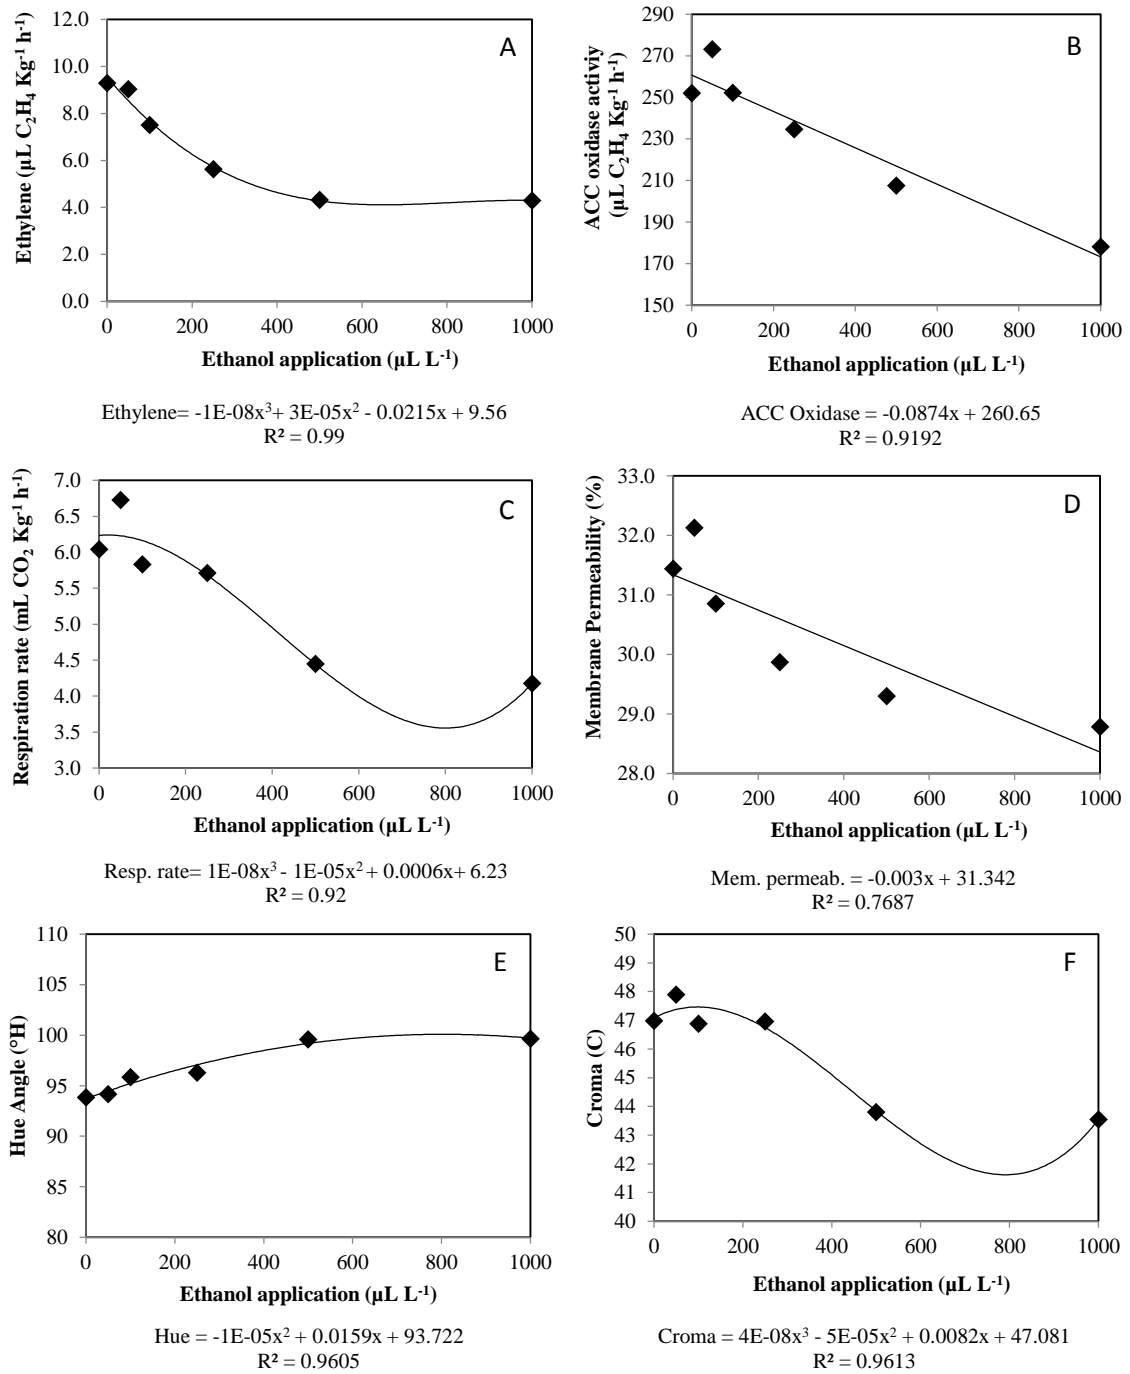 A
Ethylene (µL C₂H₄ Kg⁻¹ h⁻¹)
12.0
10.0
8.0
6.0
4.0
2.0
0.0
0 200 400 600 800 1000
Ethanol application (µL L⁻¹)
Ethylene= -1E-08x³+ 3E-05x² - 0.0215x + 9.56
R² = 0.99
B
ACC oxidase activiy
(µL C₂H₄ Kg⁻¹ h⁻¹)
290
270
250
230
210
190
170
150
0 200 400 600 800 1000
Ethanol application (µL L⁻¹)
ACC Oxidase = -0.0874x + 260.65
R² = 0.9192
C
Respiration rate (mL CO₂ Kg⁻¹ h⁻¹)
7.0
6.5
6.0
5.5
5.0
4.5
4.0
3.5
3.0
0 200 400 600 800 1000
Ethanol application (µL L⁻¹)
Resp. rate= 1E-08x³ - 1E-05x² + 0.0006x+ 6.23
R² = 0.92
D
Membrane Permeability (%)
33.0
32.0
31.0
30.0
29.0
28.0
0 200 400 600 800 1000
Ethanol application (µL L⁻¹)
Mem. permeab. = -0.003x + 31.342
R² = 0.7687
E
Hue Angle (°H)
110
105
100
95
90
85
80
0 200 400 600 800 1000
Ethanol application (µL L⁻¹)
Hue = -1E-05x² + 0.0159x + 93.722
R² = 0.9605
F
Croma (C)
50
49
48
47
46
45
44
43
42
41
40
0 200 400 600 800 1000
Ethanol application (µL L⁻¹)
Croma = 4E-08x³ - 5E-05x² + 0.0082x + 47.081
R² = 0.9613